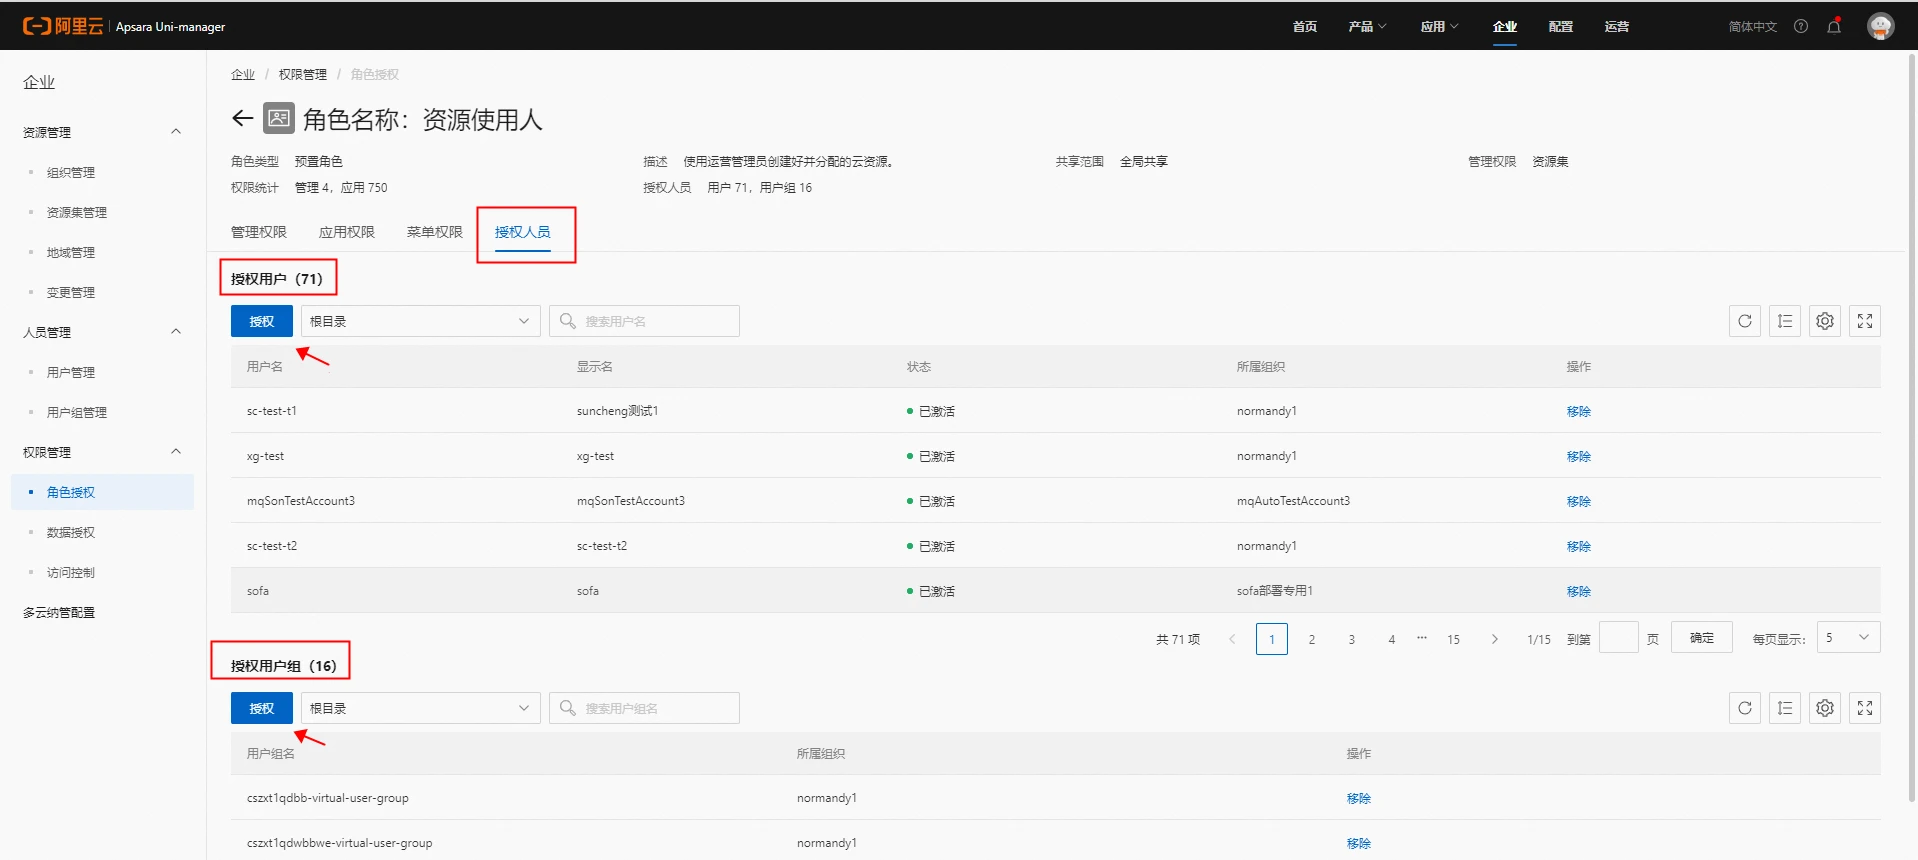 阿里云 Apsara Uni-manager 首页 产品 应用 企业 配置 运营 简体中文
企业
资源管理
组织管理
资源集管理
地域管理
变更管理
人员管理
用户管理
用户组管理
权限管理
角色授权
数据授权
访问控制
多云纳管配置
企业 / 权限管理 / 角色授权
角色名称：资源使用人
角色类型 预置角色 描述 使用运营管理员创建好并分配的云资源。 共享范围 全局共享 管理权限 资源集
权限统计 管理 4，应用 750 授权人员 用户 71，用户组 16
管理权限 应用权限 菜单权限 授权人员
授权用户（71）
授权 根目录 搜索用户名
用户名 显示名 状态 所属组织 操作
sc-test-t1 suncheng测试1 已激活 normandy1 移除
xg-test xg-test 已激活 normandy1 移除
mqSonTestAccount3 mqSonTestAccount3 已激活 mqAutoTestAccount3 移除
sc-test-t2 sc-test-t2 已激活 normandy1 移除
sofa sofa 已激活 sofa部署专用1 移除
共 71 项 1 2 3 4 ··· 15 1/15 到第 页 确定 每页显示： 5
授权用户组（16）
授权 根目录 搜索用户组名
用户组名 所属组织 操作
cszxt1qdbb-virtual-user-group normandy1 移除
cszxt1qdwbbwe-virtual-user-group normandy1 移除